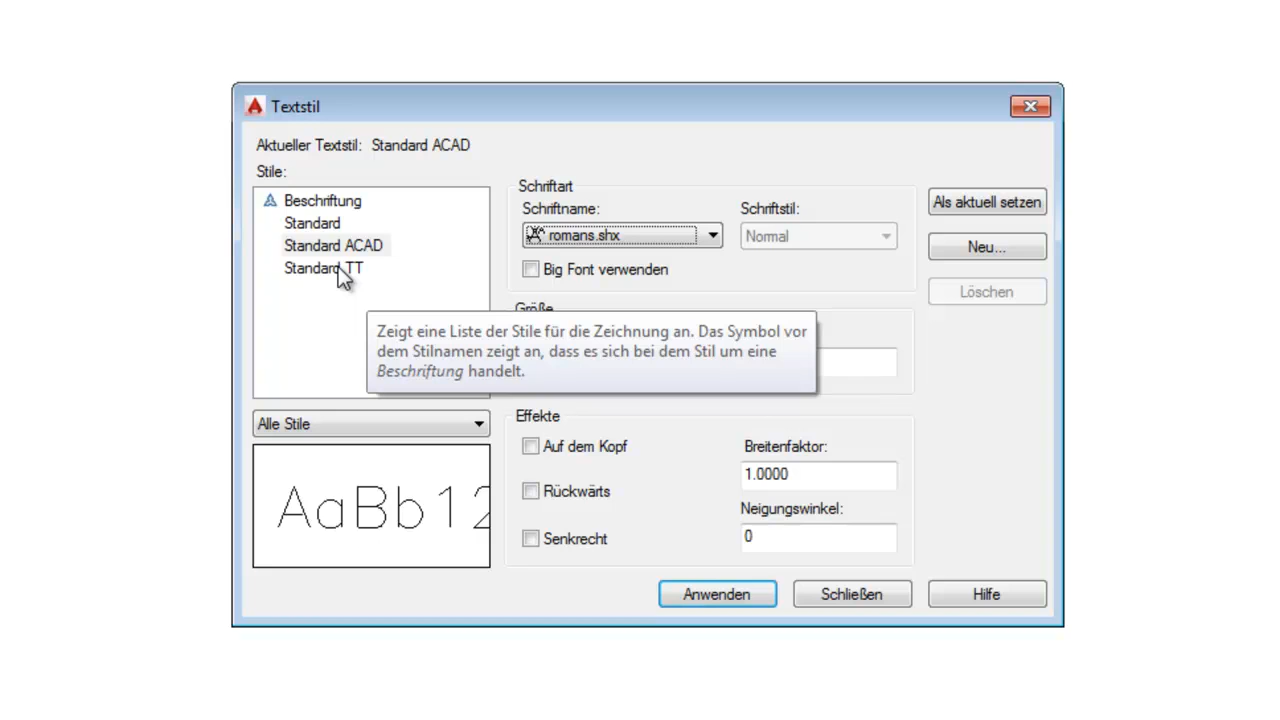 Textstil
Aktueller Textstil: Standard ACAD
Stile:
Beschriftung
Standard
Standard ACAD
Standard TT
Schriftart
Schriftname:
romans.shx
Schriftstil:
Normal
Big Font verwenden
Als aktuell setzen
Neu...
Löschen
Größe
Zeigt eine Liste der Stile für die Zeichnung an. Das Symbol vor
dem Stilnamen zeigt an, dass es sich bei dem Stil um eine
Beschriftung handelt.
Alle Stile
AaBb12
Effekte
Auf dem Kopf
Rückwärts
Senkrecht
Breitenfaktor:
1.0000
Neigungswinkel:
0
Anwenden
Schließen
Hilfe